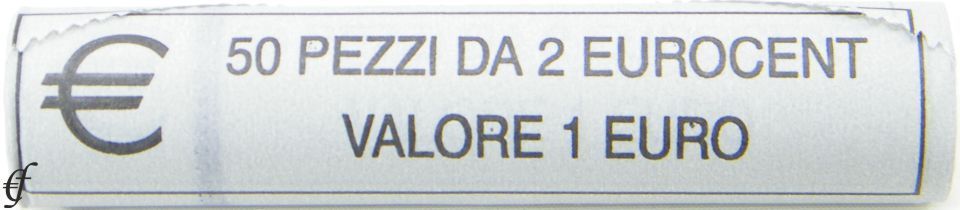 € 50 PEZZI DA 2 EUROCENT
VALORE 1 EURO